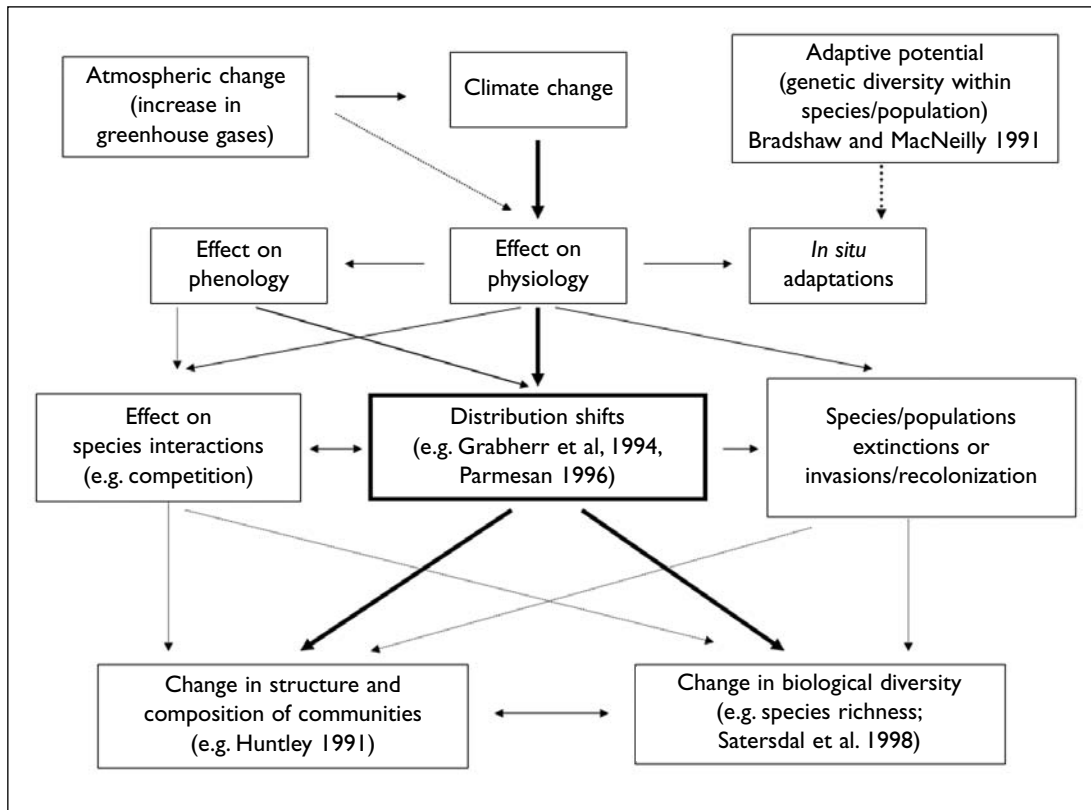 Atmospheric change
(increase in
greenhouse gases)
Climate change
Adaptive potential
(genetic diversity within
species/population)
Bradshaw and MacNeilly 1991
Effect on
phenology
Effect on
physiology
In situ
adaptations
Effect on
species interactions
(e.g. competition)
Distribution shifts
(e.g. Grabherr et al, 1994,
Parmesan 1996)
Species/populations
extinctions or
invasions/recolonization
Change in structure and
composition of communities
(e.g. Huntley 1991)
Change in biological diversity
(e.g. species richness;
Satersdal et al. 1998)